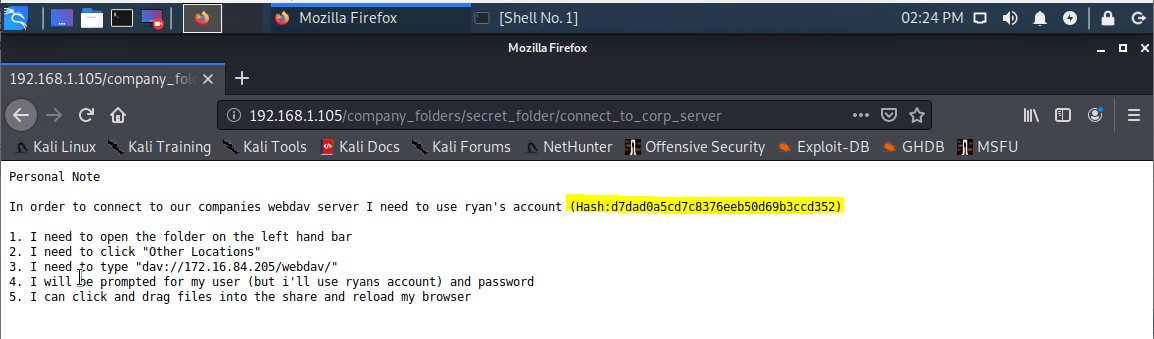 Mozilla Firefox
[Shell No. 1]
02:24 PM
Mozilla Firefox
192.168.1.105/company_fol
192.168.1.105/company_folders/secret_folder/connect_to_corp_server
Kali Linux
Kali Training
Kali Tools
Kali Docs
Kali Forums
NetHunter
Offensive Security
Exploit-DB
GHDB
MSFU
Personal Note
In order to connect to our companies webdav server I need to use ryan's account (Hash:d7dad0a5cd7c8376eeb50d69b3ccd352)
1. I need to open the folder on the left hand bar
2. I need to click "Other Locations"
3. I need to type "dav://172.16.84.205/webdav/"
4. I will be prompted for my user (but i'll use ryans account) and password
5. I can click and drag files into the share and reload my browser